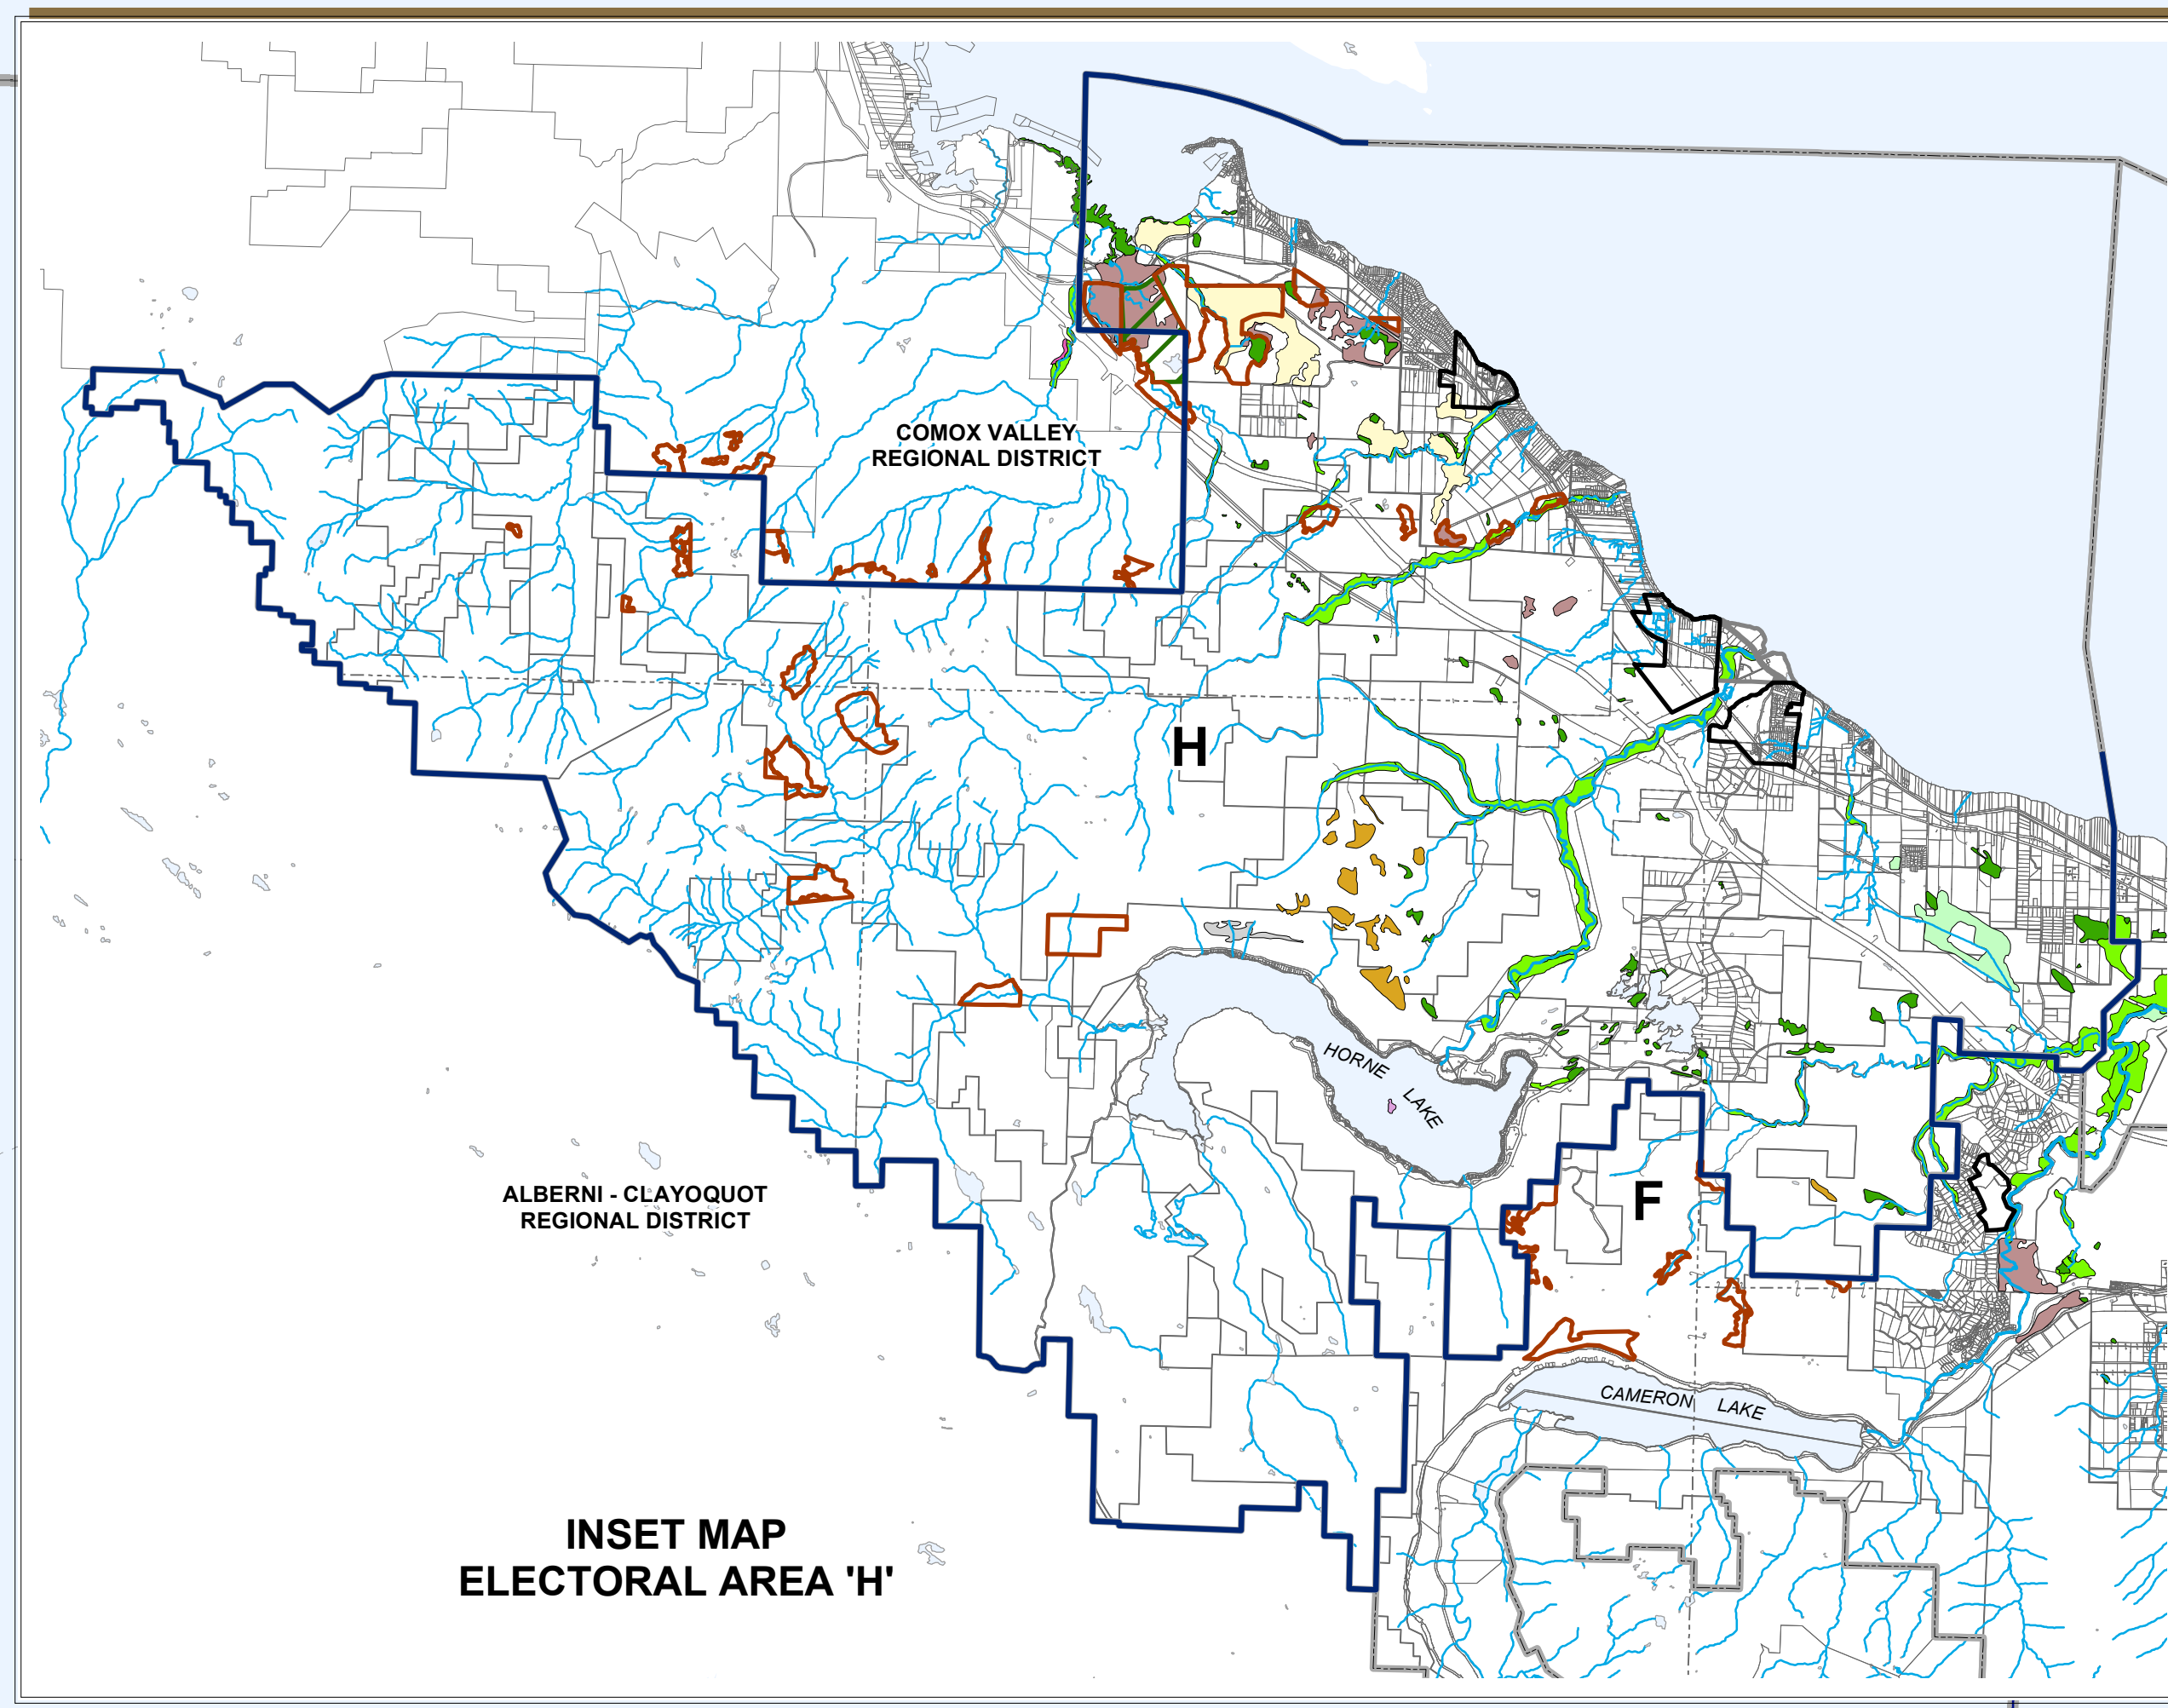 COMOX VALLEY
REGIONAL DISTRICT
H
HORNE
LAKE
ALBERNI - CLAYOQUOT
REGIONAL DISTRICT
F
CAMERON LAKE
INSET MAP
ELECTORAL AREA 'H'